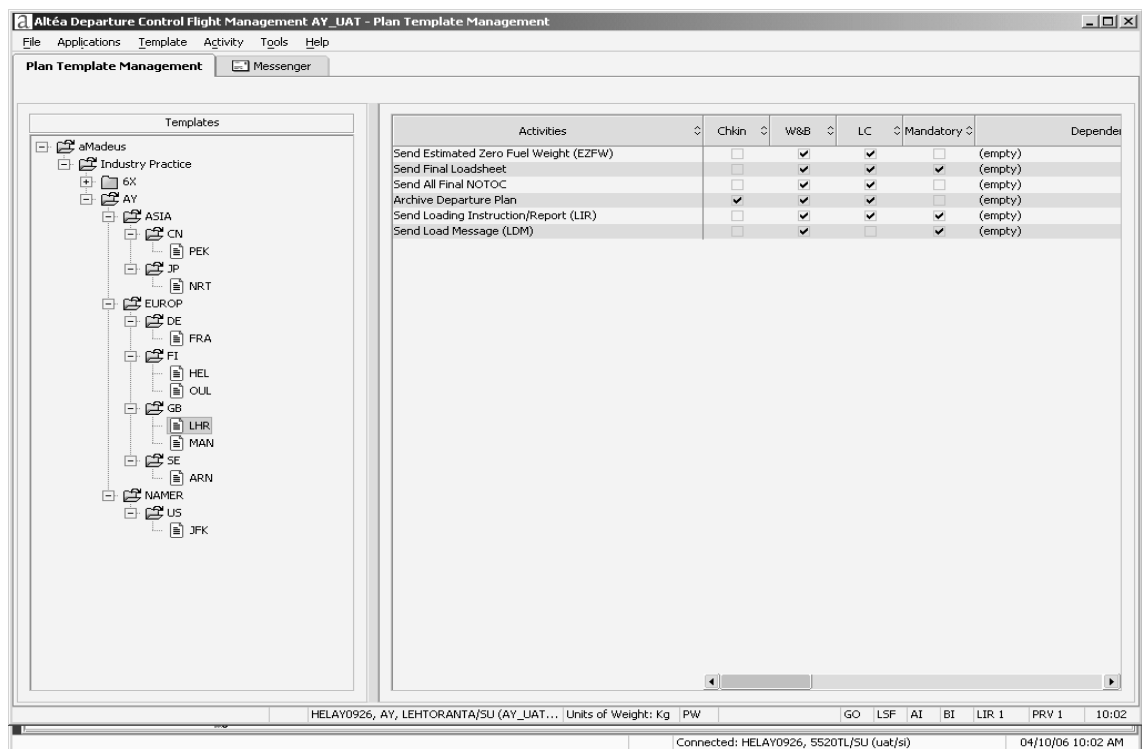 a Altéa Departure Control Flight Management AY_UAT - Plan Template Management
File Applications Template Activity Tools Help
Plan Template Management Messenger
Templates
aMadeus
Industry Practice
6X
AY
ASIA
CN
PEK
JP
NRT
EUROP
DE
FRA
FI
HEL
OUL
GB
LHR
MAN
SE
ARN
NAMER
US
JFK
Activities Chkin W&B LC Mandatory Depender
Send Estimated Zero Fuel Weight (EZFW) (empty)
Send Final Loadsheet (empty)
Send All Final NOTOC (empty)
Archive Departure Plan (empty)
Send Loading Instruction/Report (LIR) (empty)
Send Load Message (LDM) (empty)
HELAY0926, AY, LEHTORANTA/SU (AY_UAT... Units of Weight: Kg PW GO LSF AI BI LIR 1 PRV 1 10:02
Connected: HELAY0926, 5520TL/SU (uat/si) 04/10/06 10:02 AM